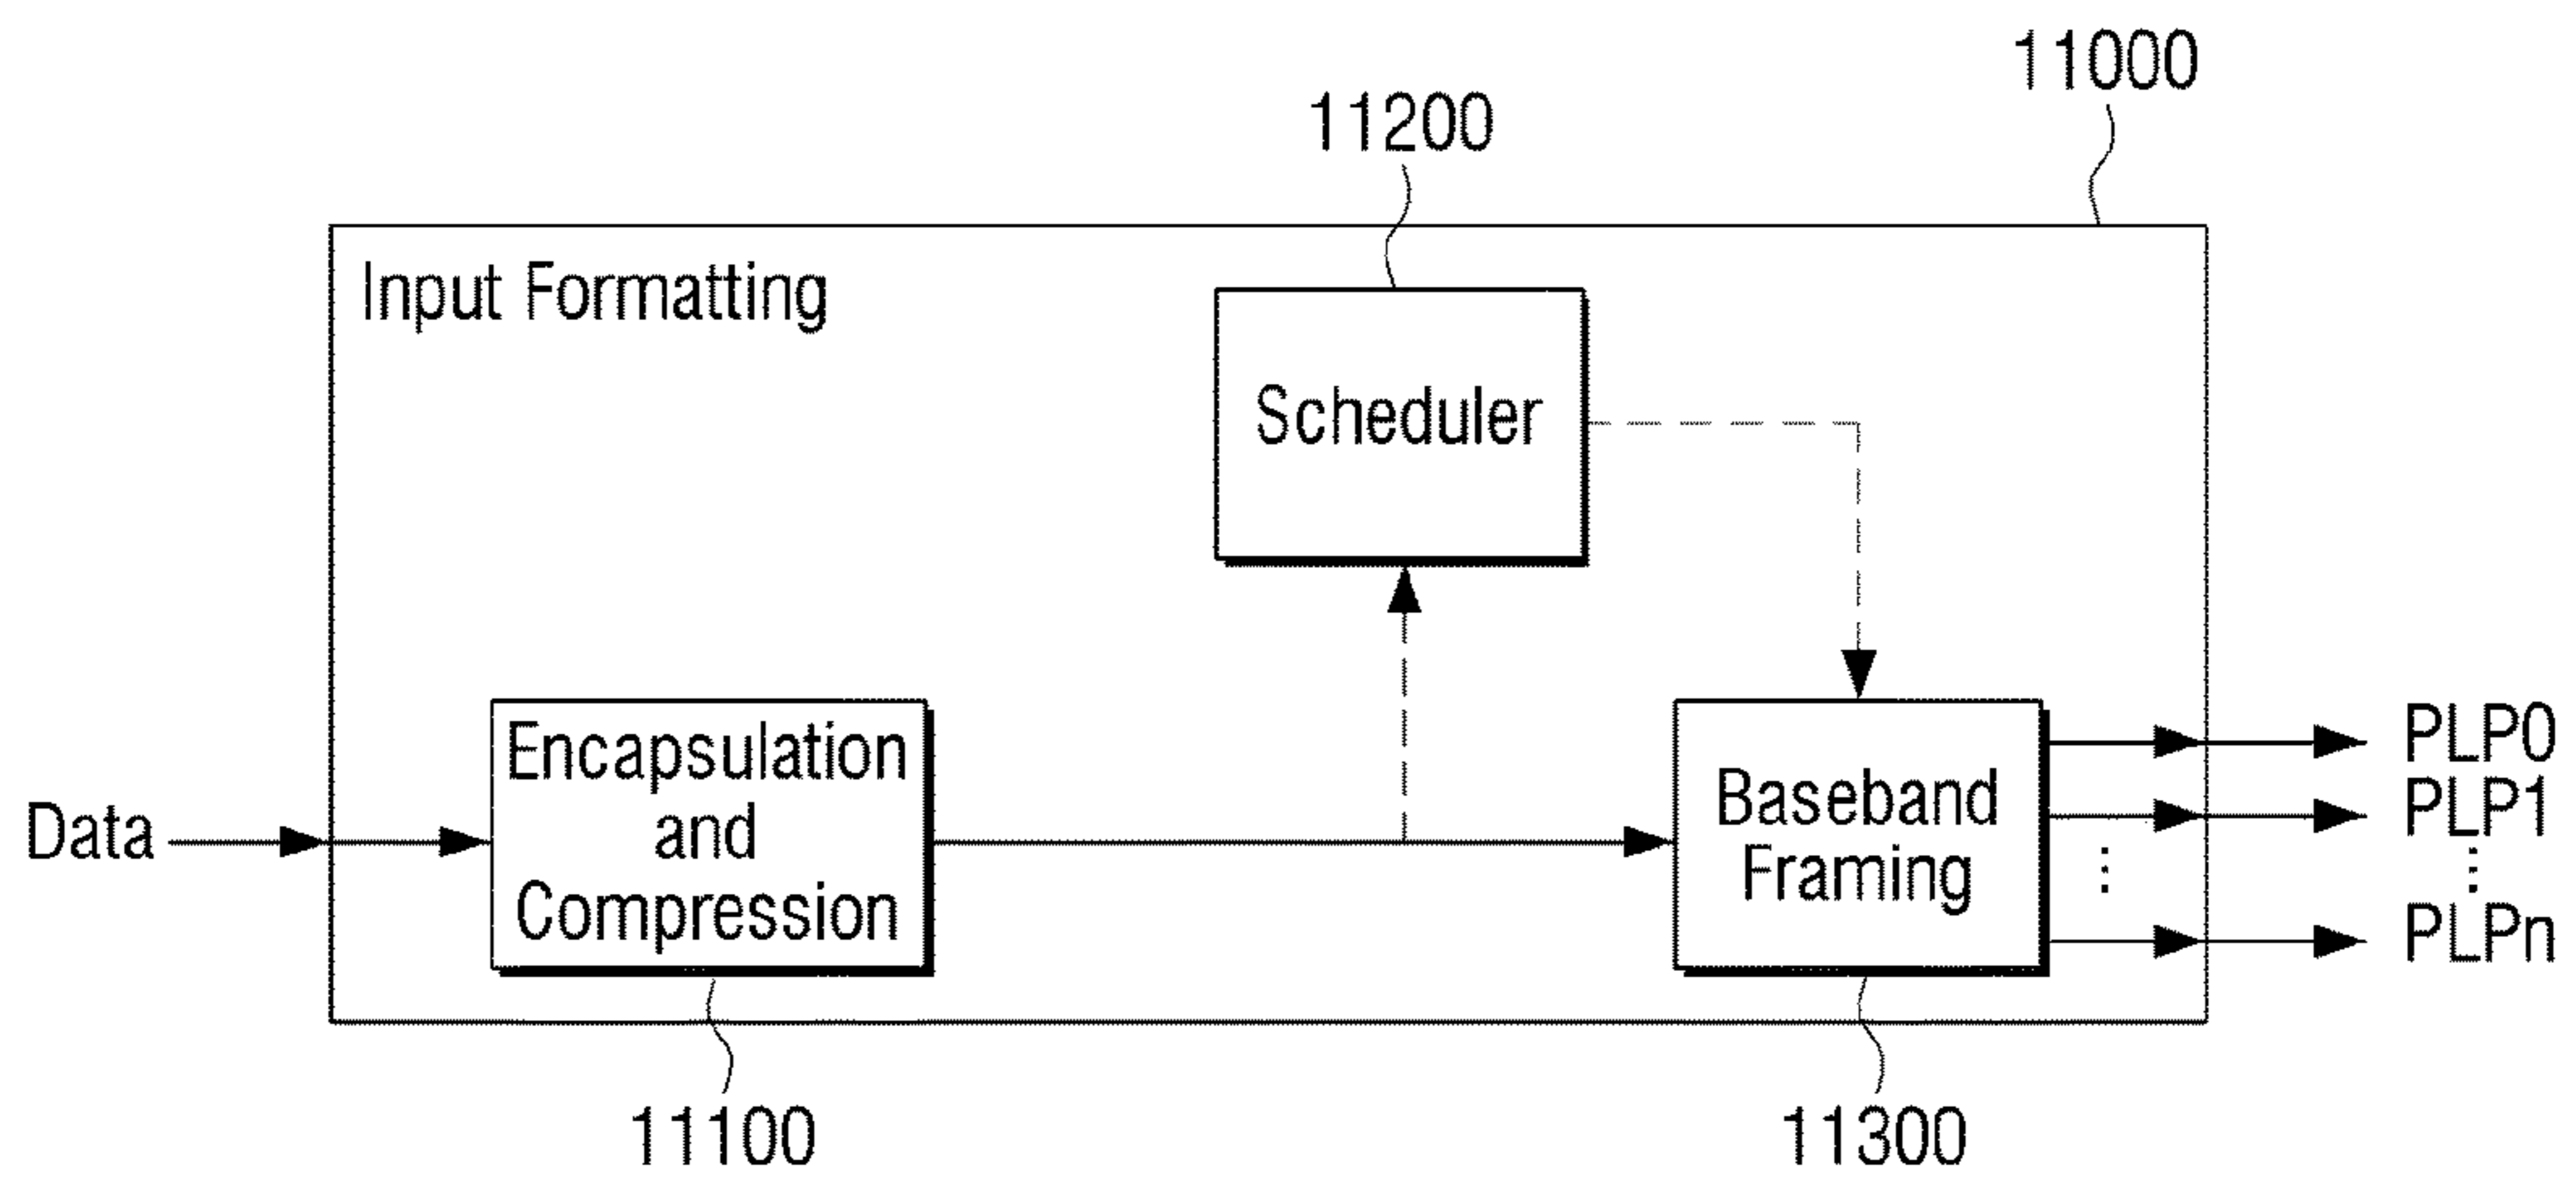 11000
11200
Input Formatting
Scheduler
Encapsulation
and
Compression
Data
Baseband
Framing
PLP0
PLP1
⋮
⋮
PLPn
11100
11300